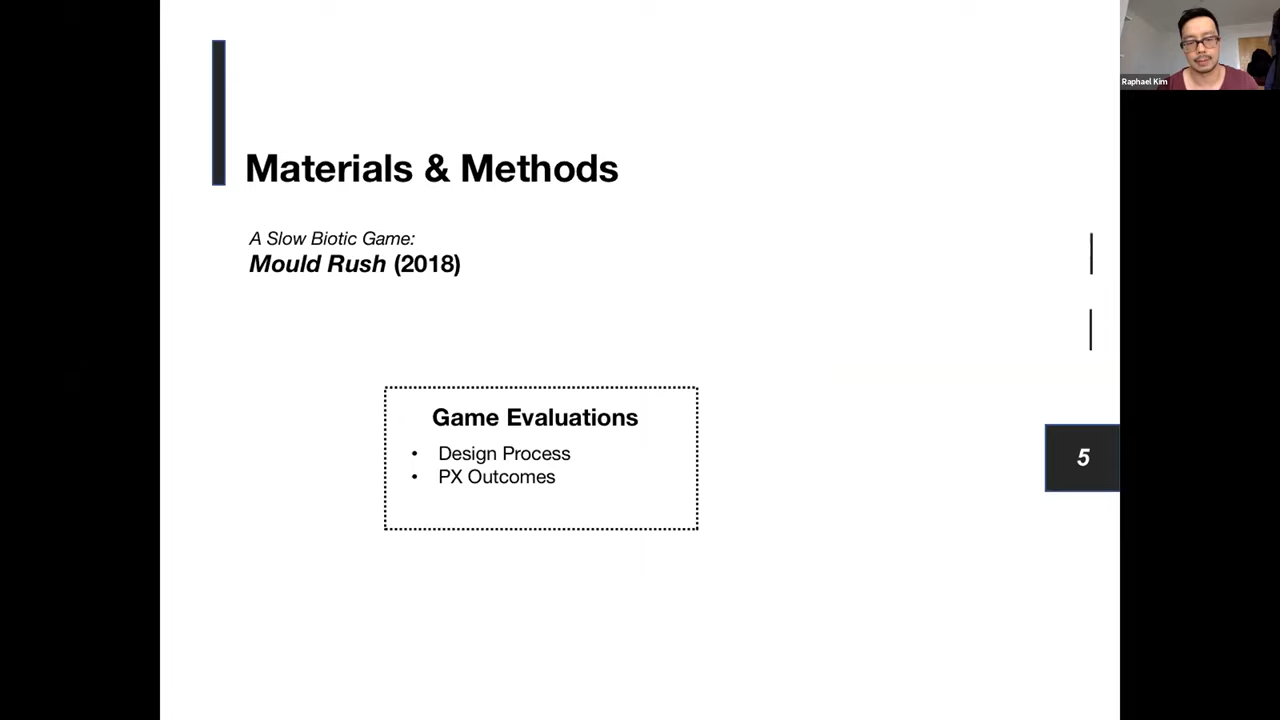 Materials & Methods
A Slow Biotic Game:
Mould Rush (2018)
Game Evaluations
• Design Process
• PX Outcomes
5
Raphael Kim